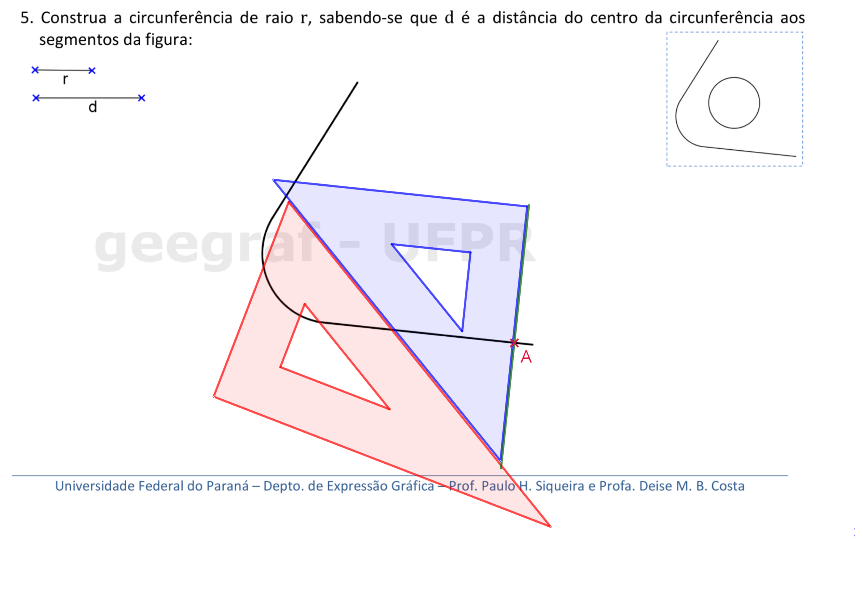 5. Construa a circunferência de raio r, sabendo-se que d é a distância do centro da circunferência aos
segmentos da figura:
r
d
geegraf - UFPR
A
Universidade Federal do Paraná – Depto. de Expressão Gráfica – Prof. Paulo H. Siqueira e Profa. Deise M. B. Costa